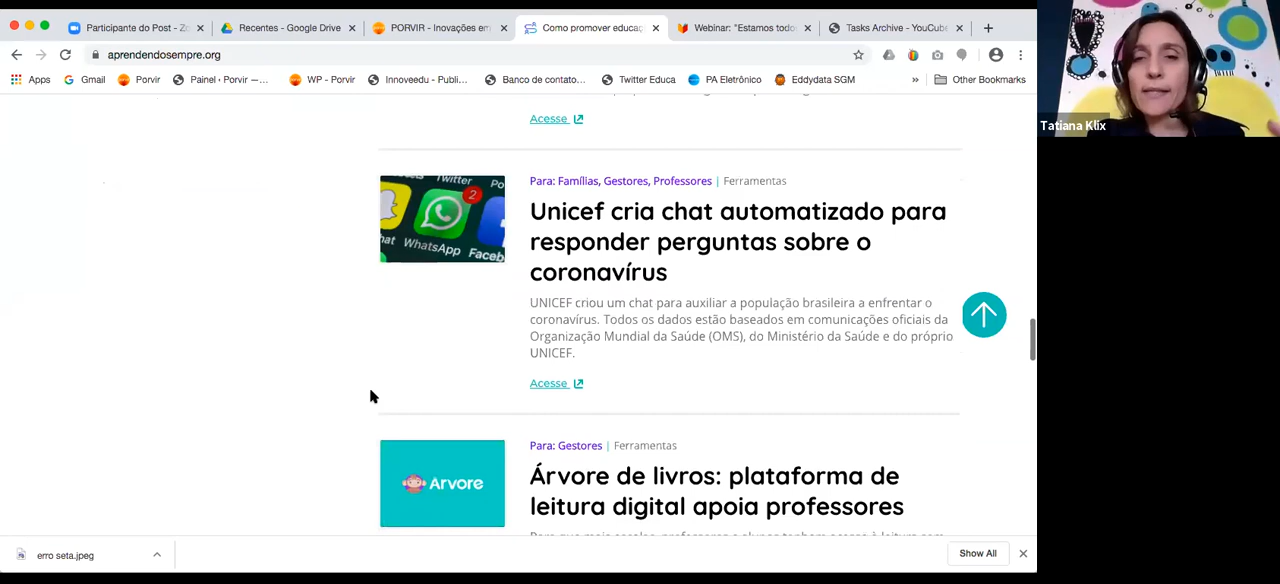 Participante do Post - Zo
Recentes - Google Drive
PORVIR - Inovações em
Como promover educaç
Webinar: "Estamos todo
Tasks Archive - YouTube
aprendendosempre.org
Apps
Gmail
Porvir
Painel ‹ Porvir —...
WP - Porvir
Innoveedu - Publi...
Banco de contato...
Twitter Educa
PA Eletrônico
Eddydata SGM
»
Other Bookmarks
Tatiana Klix
Acesse
Para: Famílias, Gestores, Professores | Ferramentas
Twitter
2
WhatsApp
Faceb
Unicef cria chat automatizado para
responder perguntas sobre o
coronavírus
UNICEF criou um chat para auxiliar a população brasileira a enfrentar o
coronavírus. Todos os dados estão baseados em comunicações oficiais da
Organização Mundial da Saúde (OMS), do Ministério da Saúde e do próprio
UNICEF.
Acesse
Para: Gestores | Ferramentas
Árvore
Árvore de livros: plataforma de
leitura digital apoia professores
erro seta.jpeg
Show All